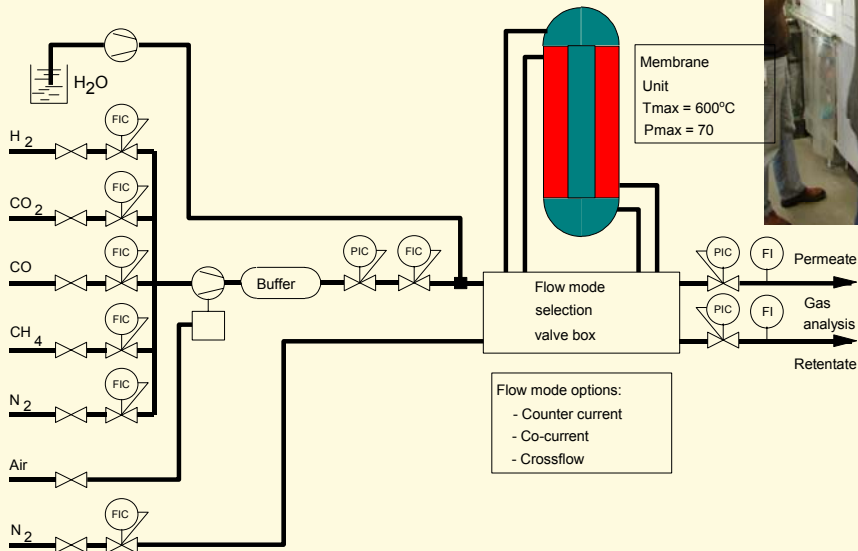 H2O
FIC
H2
FIC
CO2
FIC
CO
FIC
CH4
FIC
N2
Air
FIC
N2
Buffer
PIC
FIC
Membrane
Unit
Tmax = 600°C
Pmax = 70
Flow mode
selection
valve box
PIC
FI
Permeate
Gas
analysis
PIC
FI
Retentate
Flow mode options:
- Counter current
- Co-current
- Crossflow